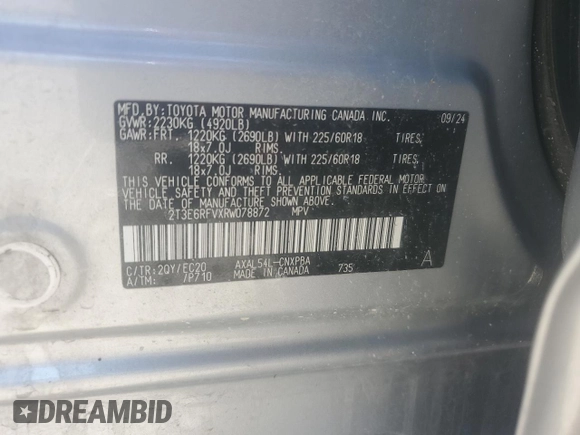 MFD. BY: TOYOTA MOTOR MANUFACTURING CANADA INC. 09/24
GVWR: 2230KG (4920LB)
GAWR: FRT. 1220KG (2690LB) WITH 225/60R18 TIRES,
18x7.0J RIMS.
RR. 1220KG (2690LB) WITH 225/60R18 TIRES,
18x7.0J RIMS.
THIS VEHICLE CONFORMS TO ALL APPLICABLE FEDERAL MOTOR
VEHICLE SAFETY AND THEFT PREVENTION STANDARDS IN EFFECT ON
THE DATE OF MANUFACTURE SHOWN ABOVE.
2T3E6RFVXRW078872 MPV
C/TR: 2QY/EC20 AXAL54L-CNXPBA 735 A
A/TM: /P710 MADE IN CANADA
DREAMBID